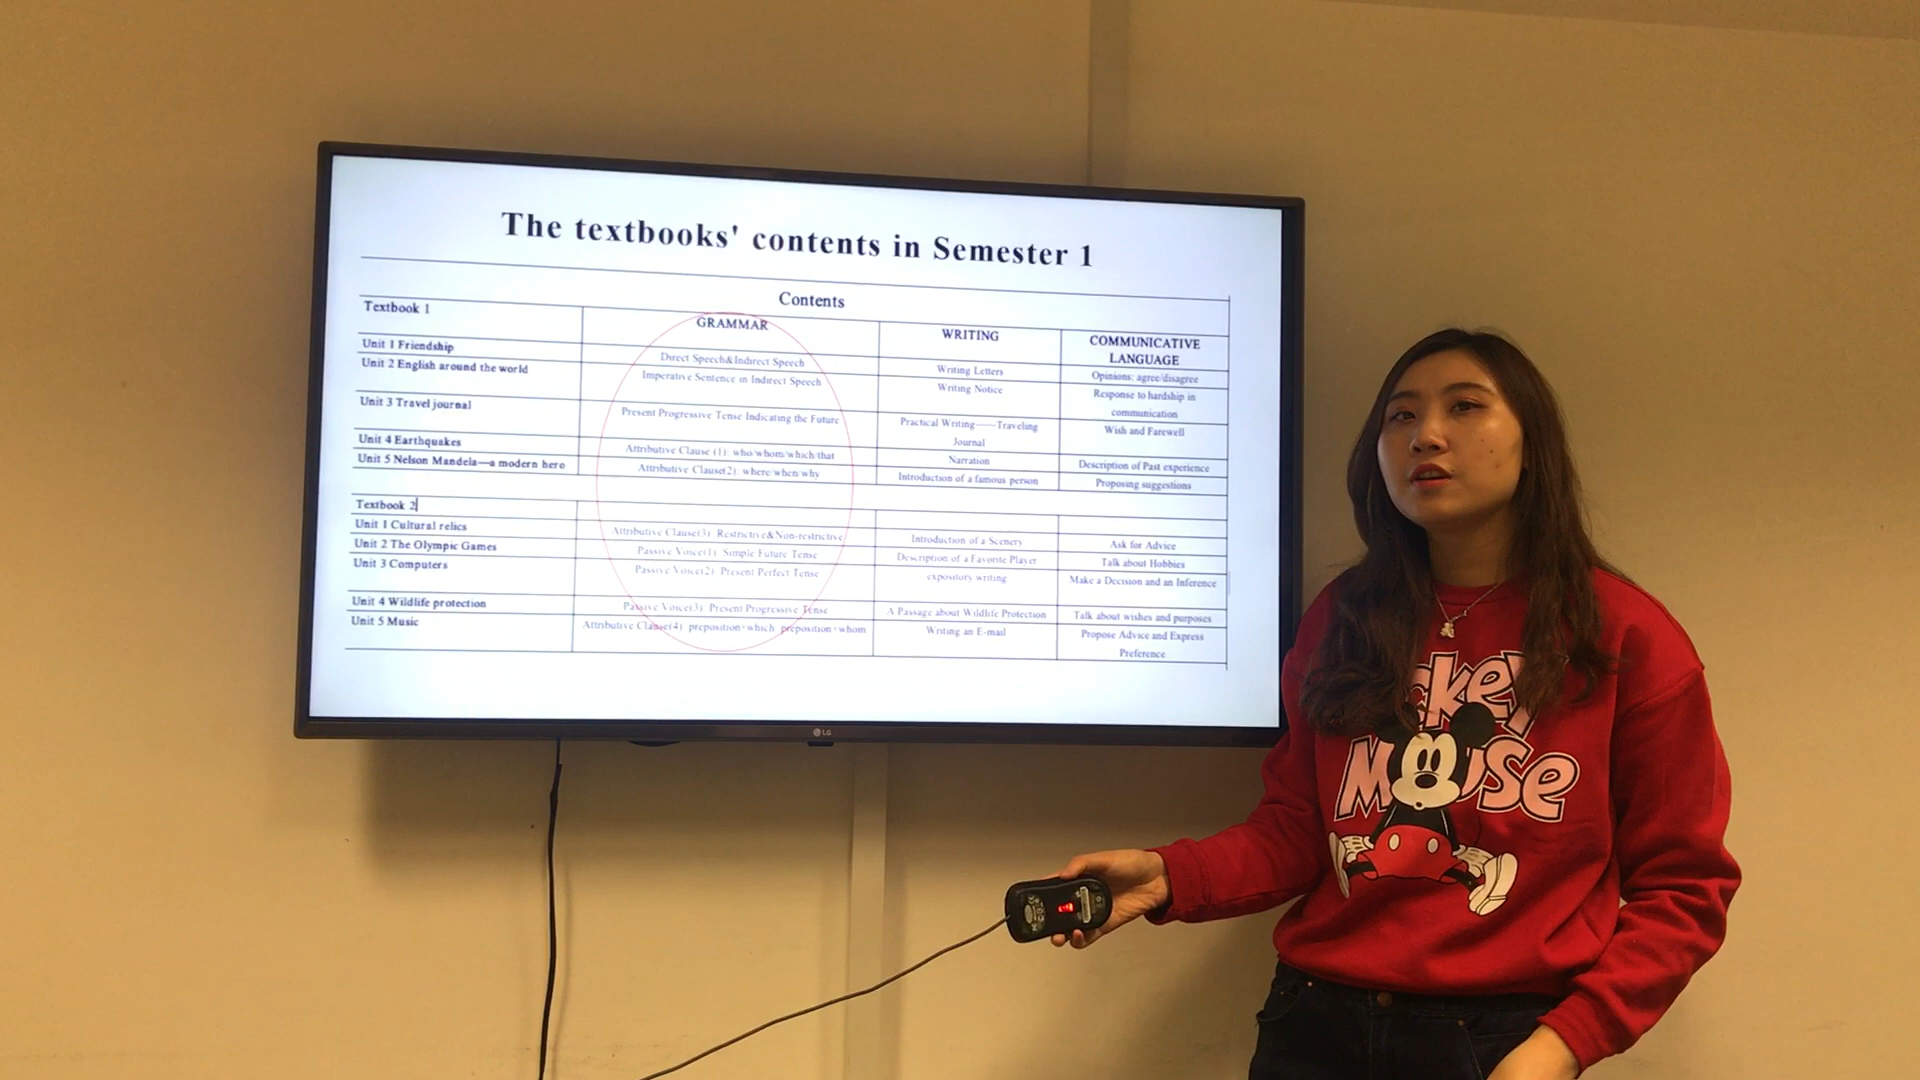 The textbooks' contents in Semester 1
Contents
Textbook 1
GRAMMAR
WRITING
COMMUNICATIVE
LANGUAGE
Unit 1 Friendship
Direct Speech&Indirect Speech
Writing Letters
Opinions: agree/disagree
Unit 2 English around the world
Imperative Sentence in Indirect Speech
Writing Notice
Response to hardship in
communication
Unit 3 Travel journal
Present Progressive Tense Indicating the Future
Practical Writing——Traveling
Journal
Wish and Farewell
Unit 4 Earthquakes
Attributive Clause (1): who/whom/which/that
Narration
Description of Past experience
Unit 5 Nelson Mandela—a modern hero
Attributive Clause(2): where/when/why
Introduction of a famous person
Proposing suggestions
Textbook 2
Unit 1 Cultural relics
Attributive Clause(3): Restrictive&Non-restrictive
Introduction of a Scenery
Ask for Advice
Unit 2 The Olympic Games
Passive Voice(1): Simple Future Tense
Description of a Favorite Player
Talk about Hobbies
Unit 3 Computers
Passive Voice(2): Present Perfect Tense
expository writing
Make a Decision and an Inference
Unit 4 Wildlife protection
Passive Voice(3): Present Progressive Tense
A Passage about Wildlife Protection
Talk about wishes and purposes
Unit 5 Music
Attributive Clause(4): preposition+which preposition+whom
Writing an E-mail
Propose Advice and Express
Preference
LG
MOUSE